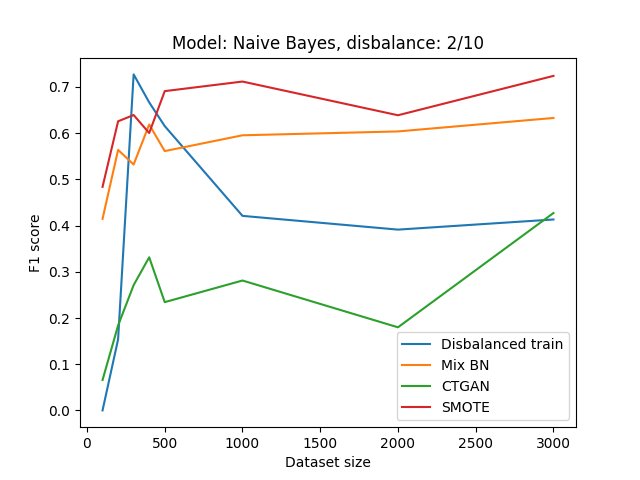 Model: Naive Bayes, disbalance: 2/10
F1 score
0.7
0.6
0.5
0.4
0.3
0.2
0.1
0.0
Disbalanced train
Mix BN
CTGAN
SMOTE
0 500 1000 1500 2000 2500 3000
Dataset size